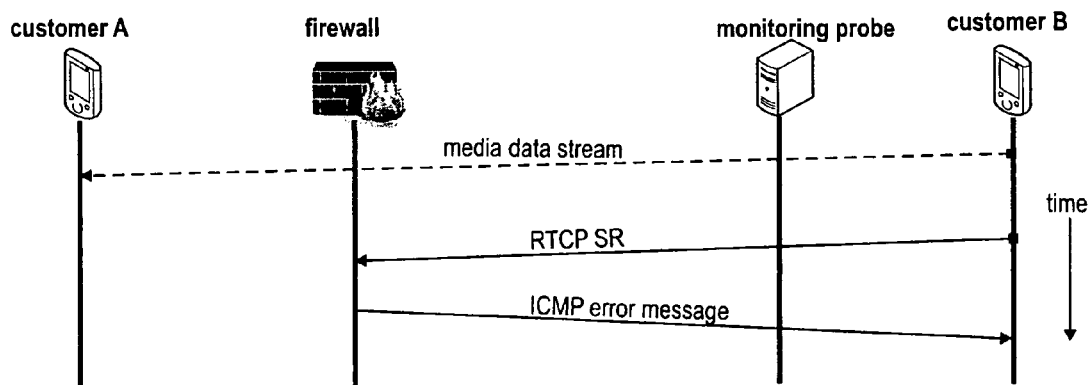 customer A
firewall
monitoring probe
customer B
media data stream
time
RTCP SR
ICMP error message